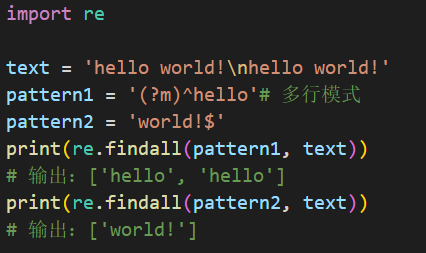 import re
text = 'hello world!\nhello world!'
pattern1 = '(?m)^hello'# 多行模式
pattern2 = 'world!$'
print(re.findall(pattern1, text))
# 输出：['hello', 'hello']
print(re.findall(pattern2, text))
# 输出：['world!']